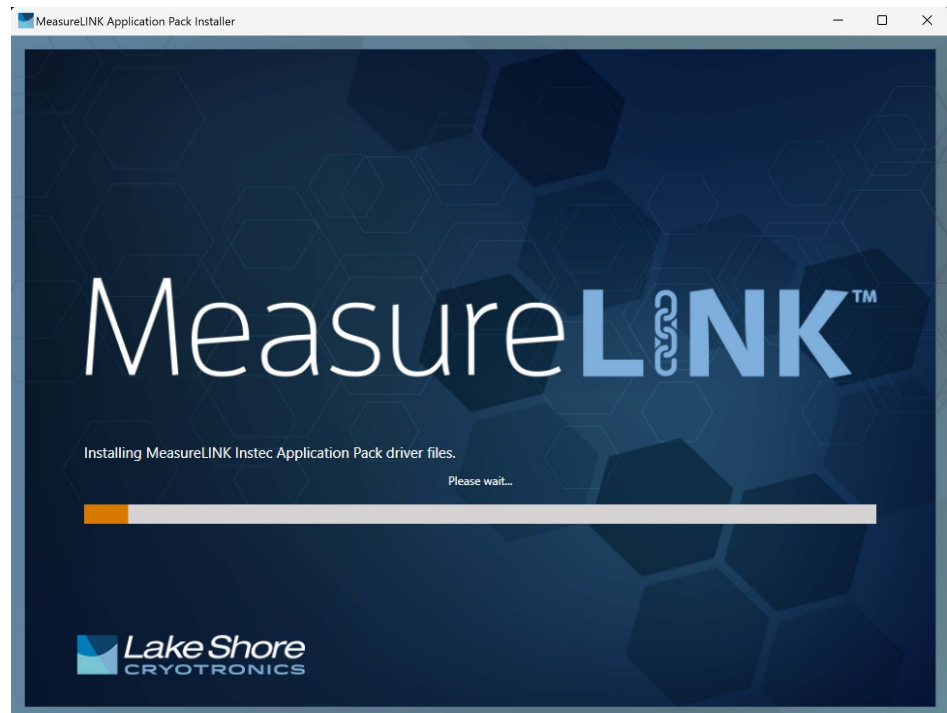 MeasureLINK Application Pack Installer
MeasureLINK™
Installing MeasureLINK Instec Application Pack driver files.
Please wait...
Lake Shore
CRYOTRONICS